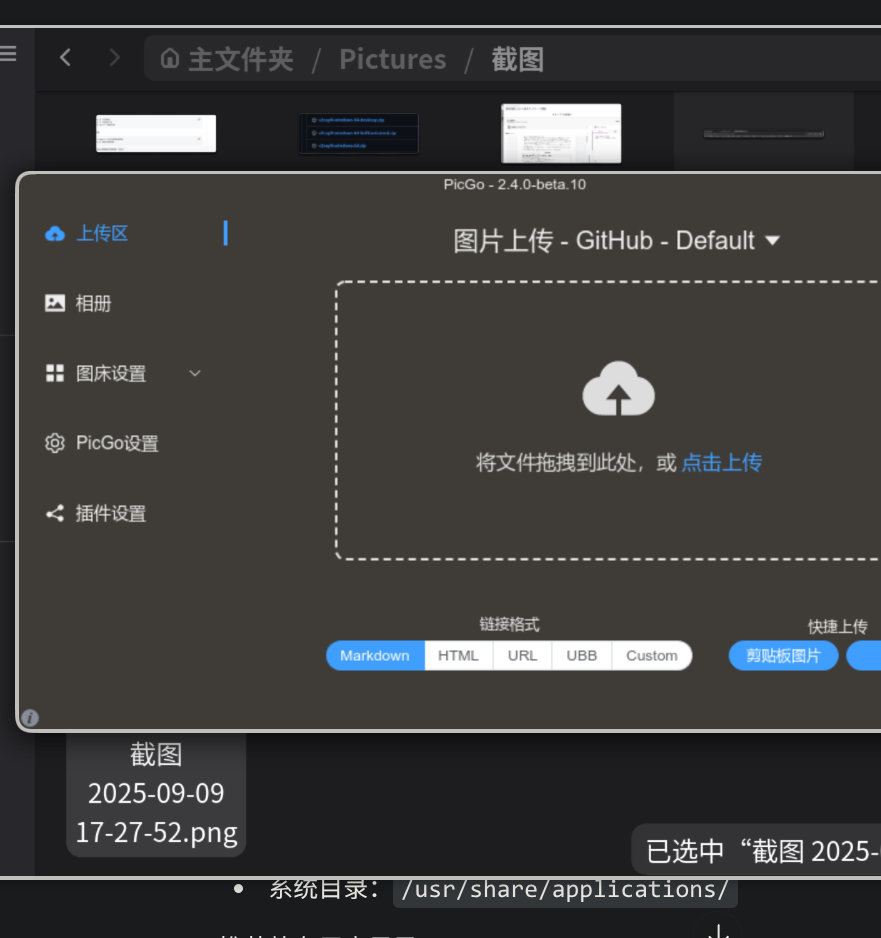 主文件夹 / Pictures / 截图
PicGo - 2.4.0-beta.10
上传区
图片上传 - GitHub - Default
相册
图床设置
将文件拖拽到此处，或 点击上传
PicGo设置
插件设置
链接格式
快捷上传
Markdown HTML URL UBB Custom
剪贴板图片
截图
2025-09-09
17-27-52.png
已选中“截图 2025-
系统目录：/usr/share/applications/